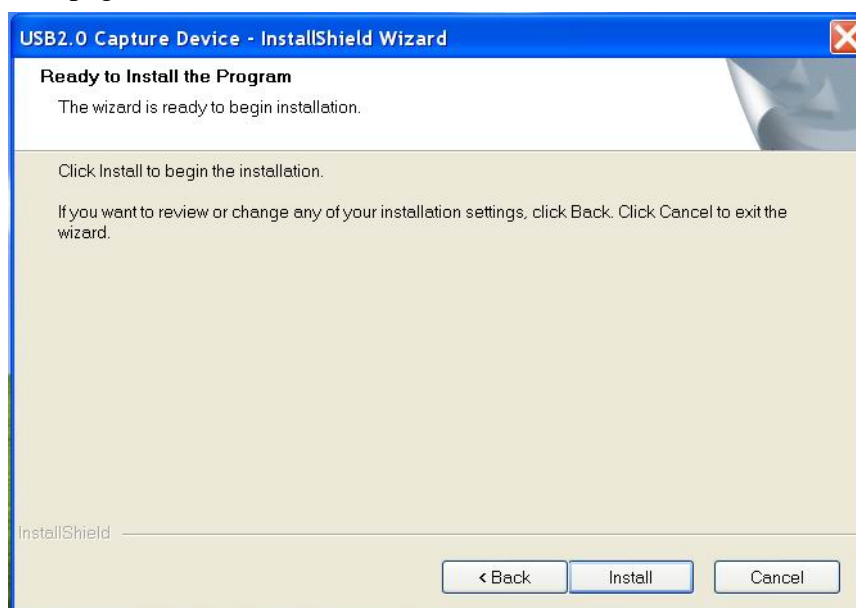 USB2.0 Capture Device - InstallShield Wizard
Ready to Install the Program
The wizard is ready to begin installation.
Click Install to begin the installation.
If you want to review or change any of your installation settings, click Back. Click Cancel to exit the
wizard.
InstallShield
< Back Install Cancel